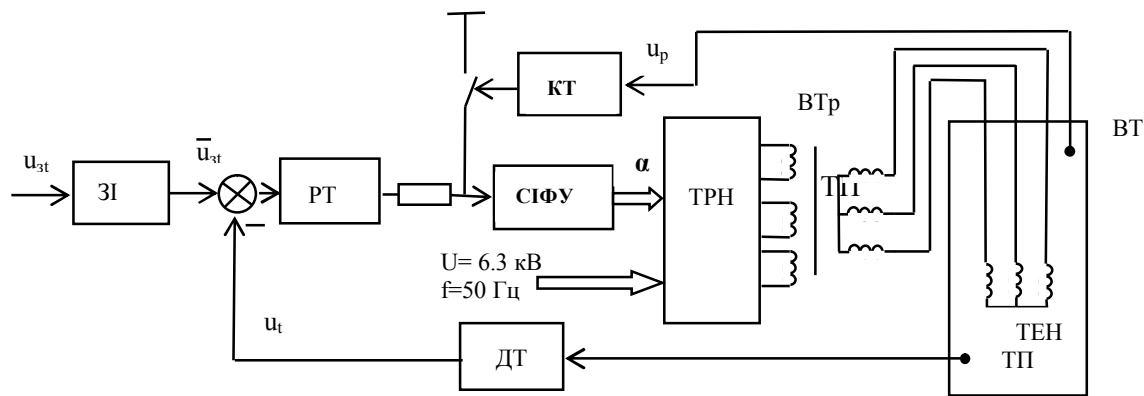 u_p
КТ
ВТр
ВТ
u_зt
ū_зt
α
ЗІ
РТ
СІФУ
ТРН
ТП
–
U= 6.3 кВ
f=50 Гц
u_t
ТЕН
ДТ
ТП